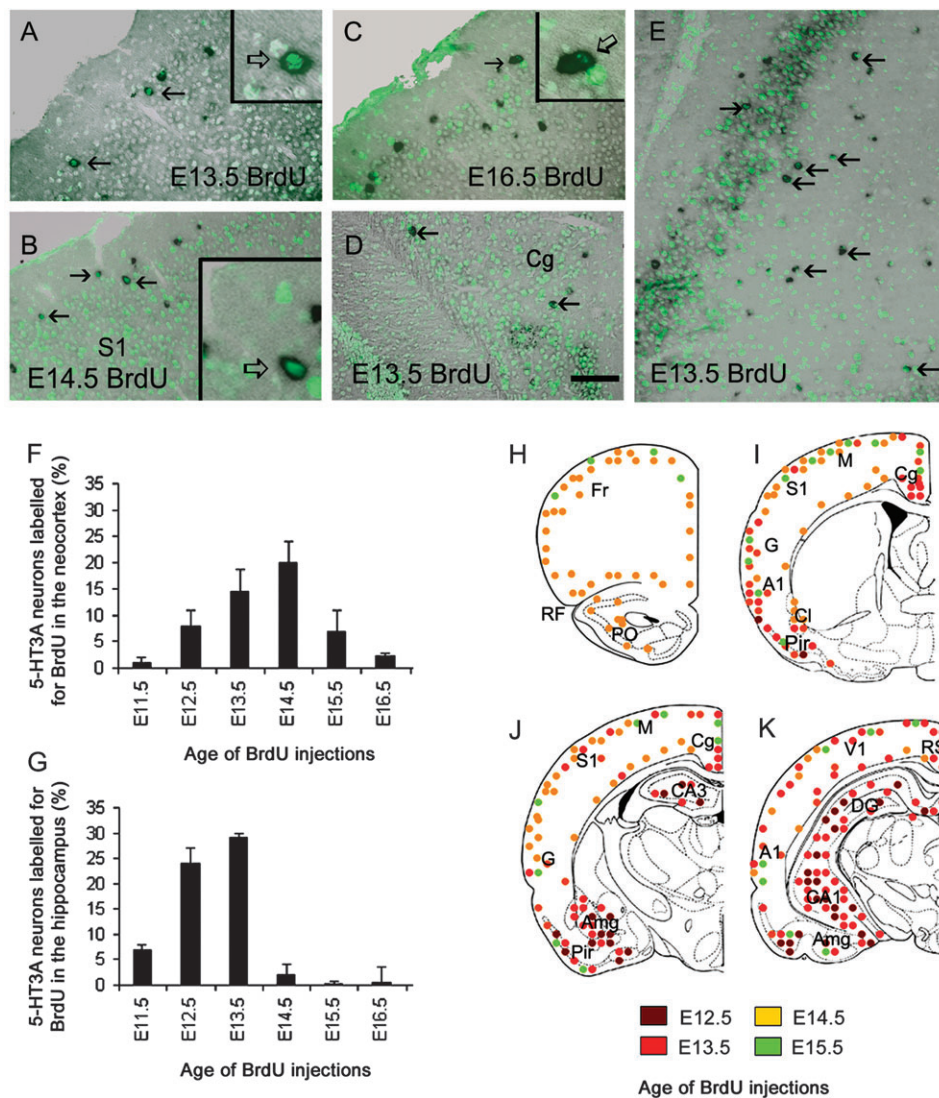 A
E13.5 BrdU
B
S1
E14.5 BrdU
C
E16.5 BrdU
D
Cg
E13.5 BrdU
E
E13.5 BrdU
F
5-HT3A neurons labelled
for BrdU in the neocortex (%)
35
30
25
20
15
10
5
0
E11.5
E12.5
E13.5
E14.5
E15.5
E16.5
Age of BrdU injections
G
5-HT3A neurons labelled for
BrdU in the hippocampus (%)
35
30
25
20
15
10
5
0
E11.5
E12.5
E13.5
E14.5
E15.5
E16.5
Age of BrdU injections
H
Fr
RF
PO
I
M
S1
Cg
G
A1
Cl
Pir
J
M
S1
Cg
CA3
G
Amg
Pir
K
V1
RS
DG
A1
CA1
Amg
E12.5
E14.5
E13.5
E15.5
Age of BrdU injections